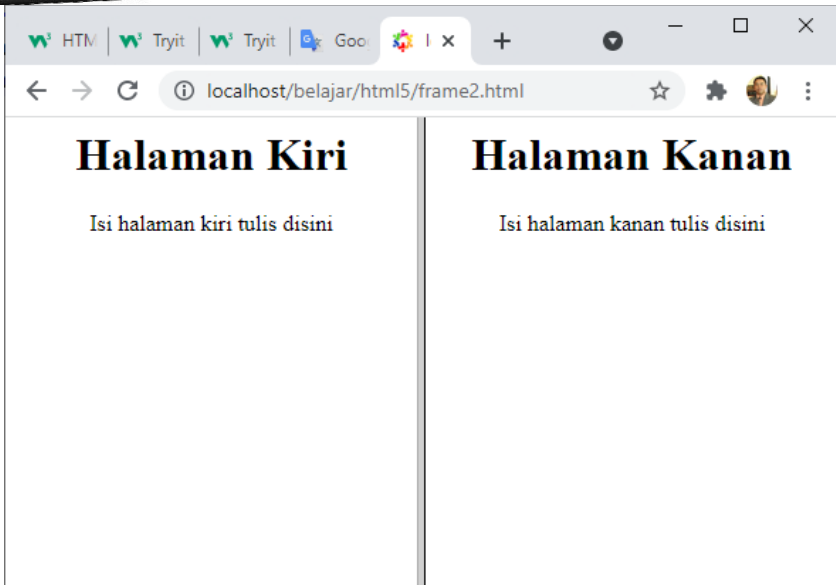 HTM
Tryit
Tryit
Goo
localhost/belajar/html5/frame2.html
Halaman Kiri
Isi halaman kiri tulis disini
Halaman Kanan
Isi halaman kanan tulis disini